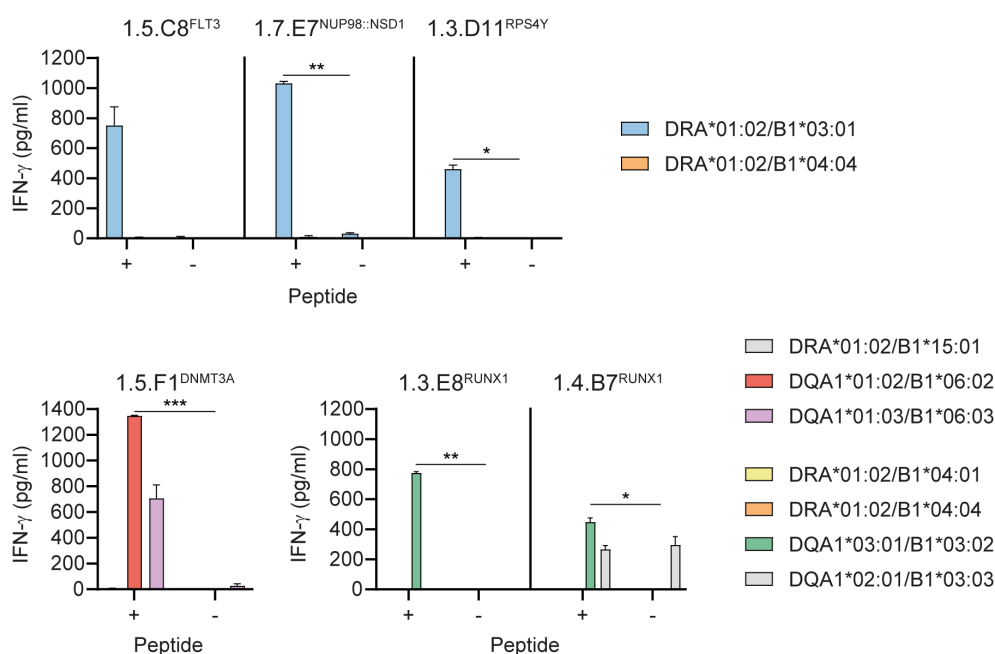 1.5.C8FLT3 1.7.E7NUP98::NSD1 1.3.D11RPS4Y
IFN-γ (pg/ml)
1200
1000
800
600
400
200
0
**
*
+ - + - + -
Peptide
DRA*01:02/B1*03:01
DRA*01:02/B1*04:04
1.5.F1DNMT3A
IFN-γ (pg/ml)
1400
1200
1000
800
600
400
200
0
***
+ -
Peptide
1.3.E8RUNX1 1.4.B7RUNX1
IFN-γ (pg/ml)
1200
1000
800
600
400
200
0
**
*
+ - + -
Peptide
DRA*01:02/B1*15:01
DQA1*01:02/B1*06:02
DQA1*01:03/B1*06:03
DRA*01:02/B1*04:01
DRA*01:02/B1*04:04
DQA1*03:01/B1*03:02
DQA1*02:01/B1*03:03